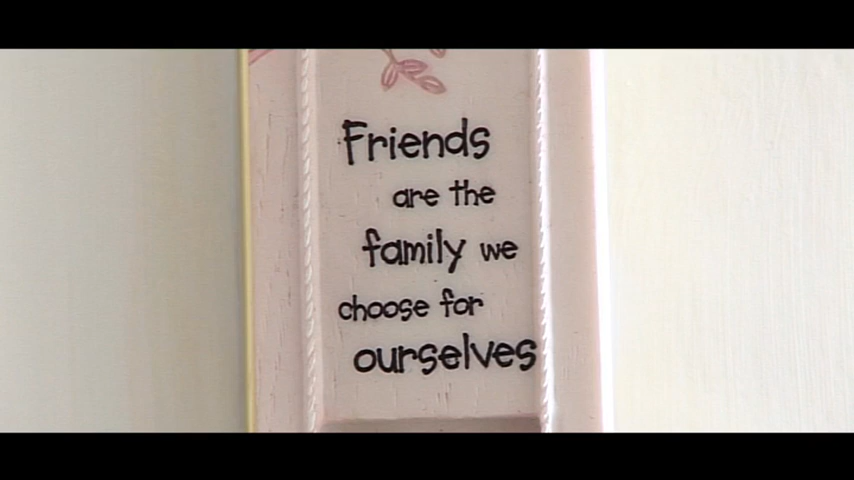 Friends
are the
family we
choose for
ourselves